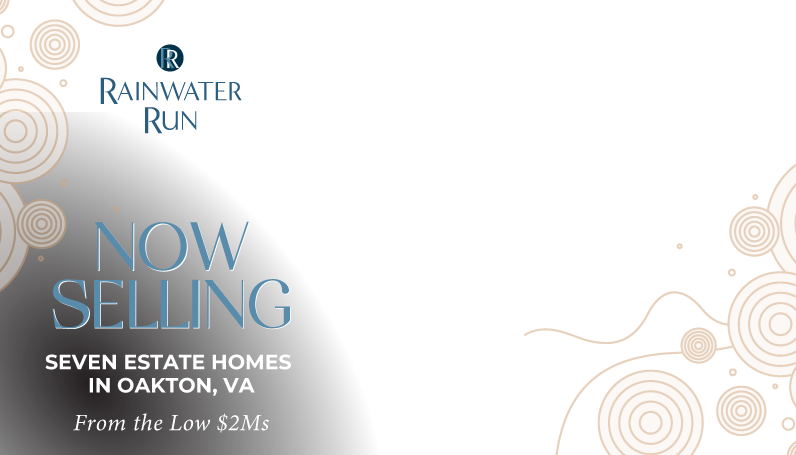 RR
RAINWATER
RUN
NOW
SELLING
SEVEN ESTATE HOMES
IN OAKTON, VA
From the Low $2Ms